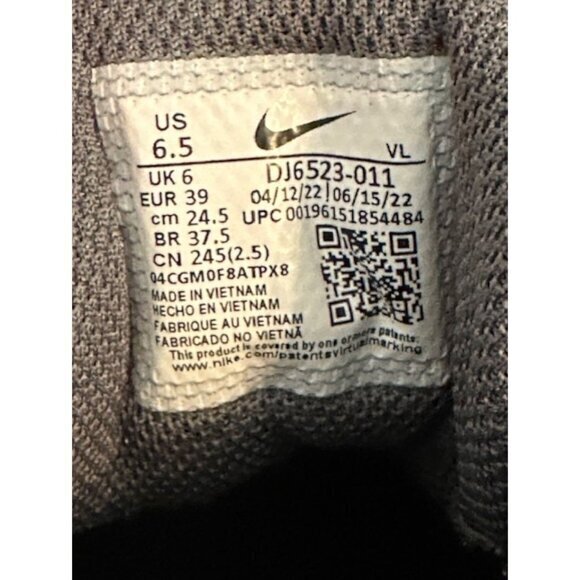 US
6.5
VL
UK 6
DJ6523-011
EUR 39
04/12/22|06/15/22
cm 24.5
UPC 00196151854484
BR 37.5
CN 245(2.5)
04CGM0F8ATPX8
MADE IN VIETNAM
HECHO EN VIETNAM
FABRIQUE AU VIETNAM
FABRICADO NO VIETNÃ
This product is covered by one or more patents:
www.nike.com/patentsvirtualmarking